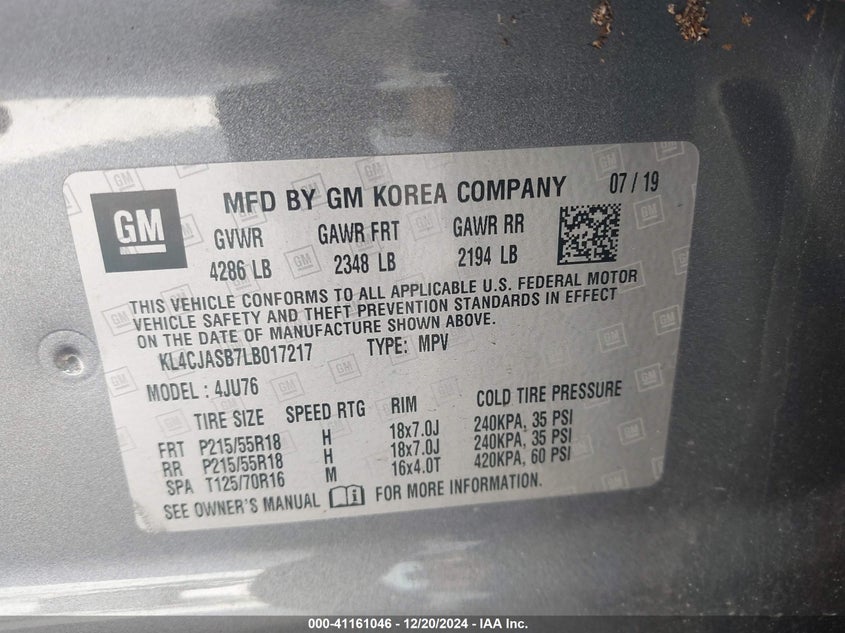 GM
MFD BY GM KOREA COMPANY 07 / 19
GVWR GAWR FRT GAWR RR
4286 LB 2348 LB 2194 LB
THIS VEHICLE CONFORMS TO ALL APPLICABLE U.S. FEDERAL MOTOR
VEHICLE SAFETY AND THEFT PREVENTION STANDARDS IN EFFECT
ON THE DATE OF MANUFACTURE SHOWN ABOVE.
KL4CJASB7LB017217 TYPE: MPV
MODEL : 4JU76
TIRE SIZE SPEED RTG RIM COLD TIRE PRESSURE
FRT P215/55R18 H 18x7.0J 240KPA, 35 PSI
RR P215/55R18 H 18x7.0J 240KPA, 35 PSI
SPA T125/70R16 M 16x4.0T 420KPA, 60 PSI
SEE OWNER'S MANUAL i FOR MORE INFORMATION.
000-41161046 - 12/20/2024 - IAA Inc.